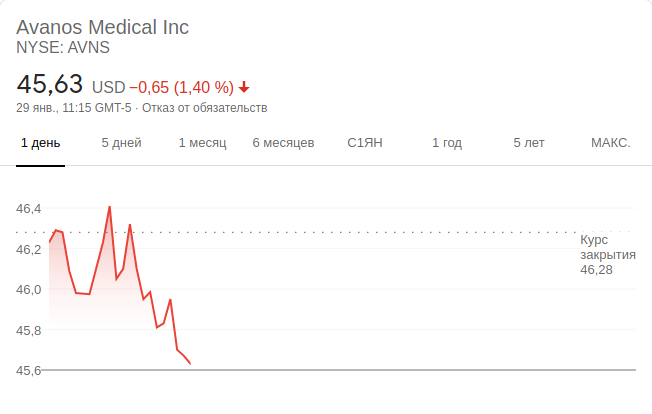 Avanos Medical Inc
NYSE: AVNS
45,63 USD −0,65 (1,40 %)
29 янв., 11:15 GMT-5 · Отказ от обязательств
1 день 5 дней 1 месяц 6 месяцев С1ЯН 1 год 5 лет МАКС.
46,4
46,2
46,0
45,8
45,6
Курс
закрытия
46,28